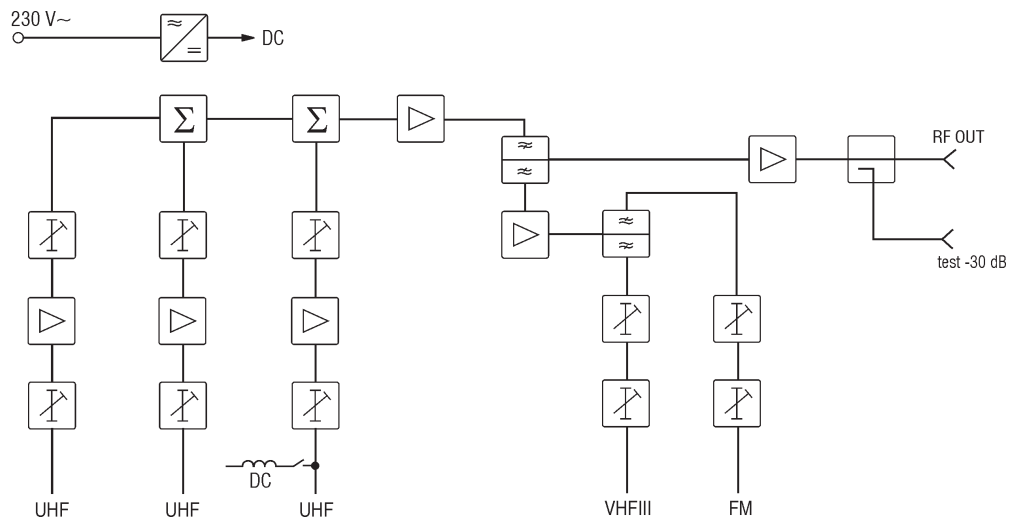 230 V~
DC
Σ
Σ
RF OUT
test -30 dB
DC
UHF
UHF
UHF
VHFIII
FM